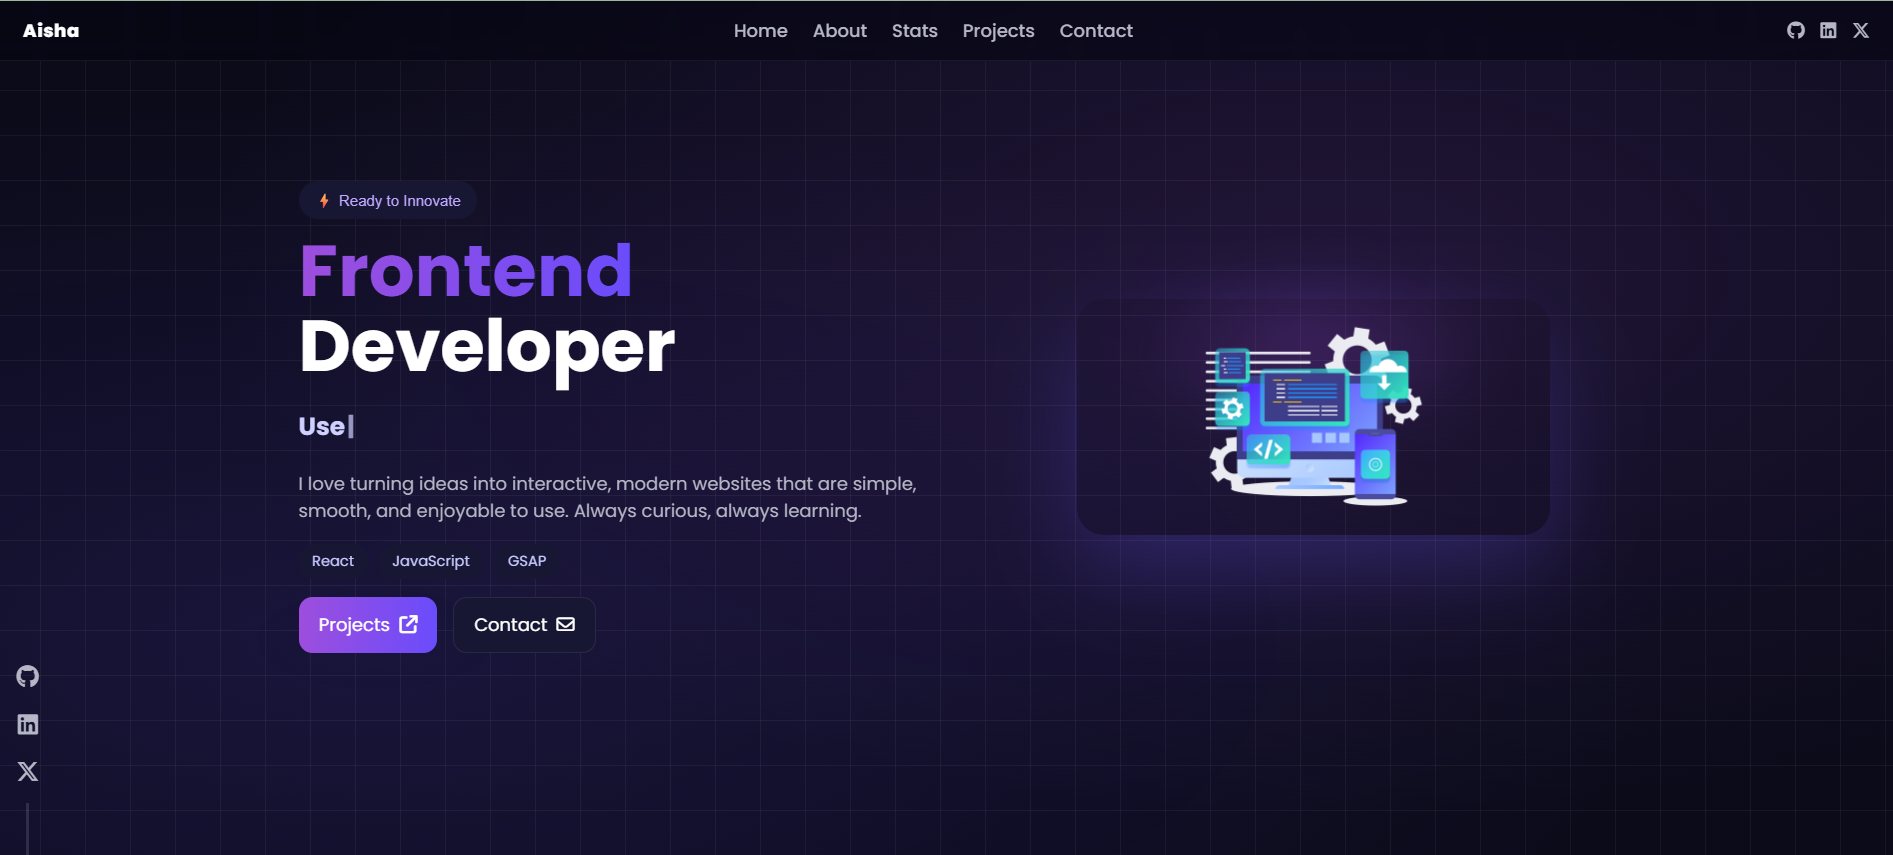 Aisha
Home About Stats Projects Contact
Ready to Innovate
Frontend
Developer
Use
I love turning ideas into interactive, modern websites that are simple,
smooth, and enjoyable to use. Always curious, always learning.
React JavaScript GSAP
Projects Contact